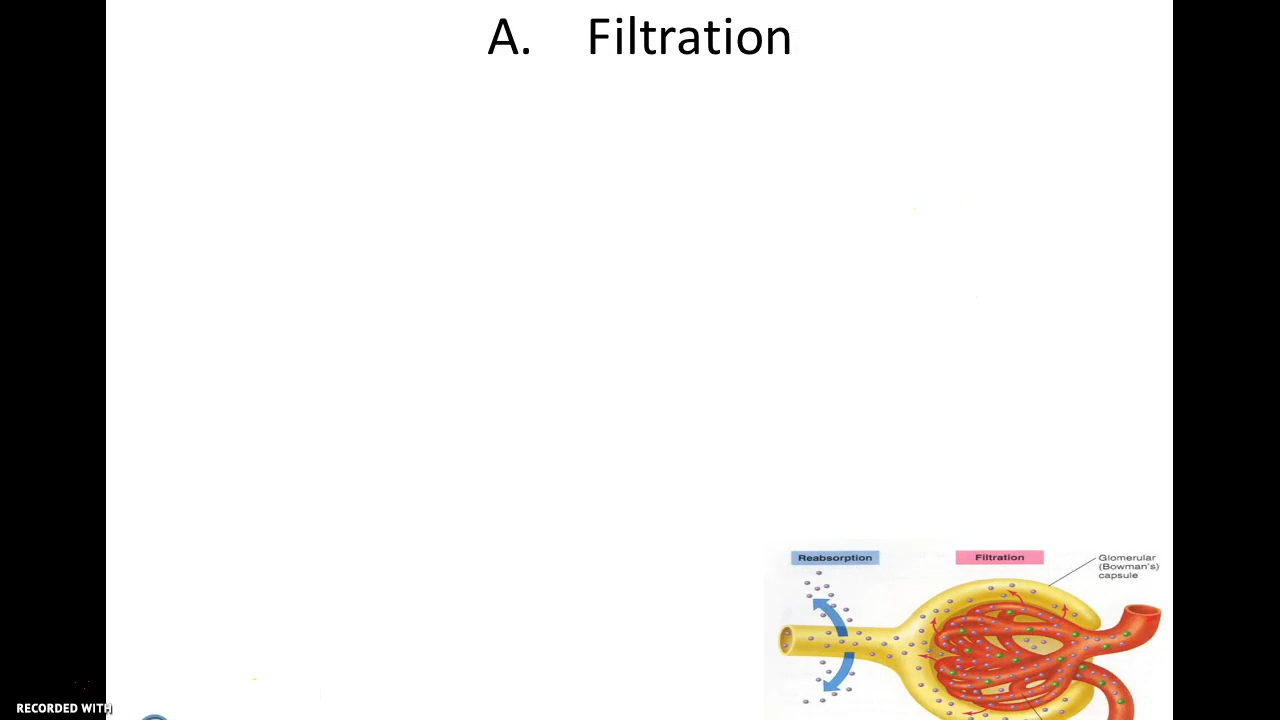 A. Filtration
Reabsorption
Filtration
Glomerular
(Bowman's)
capsule
RECORDED WITH